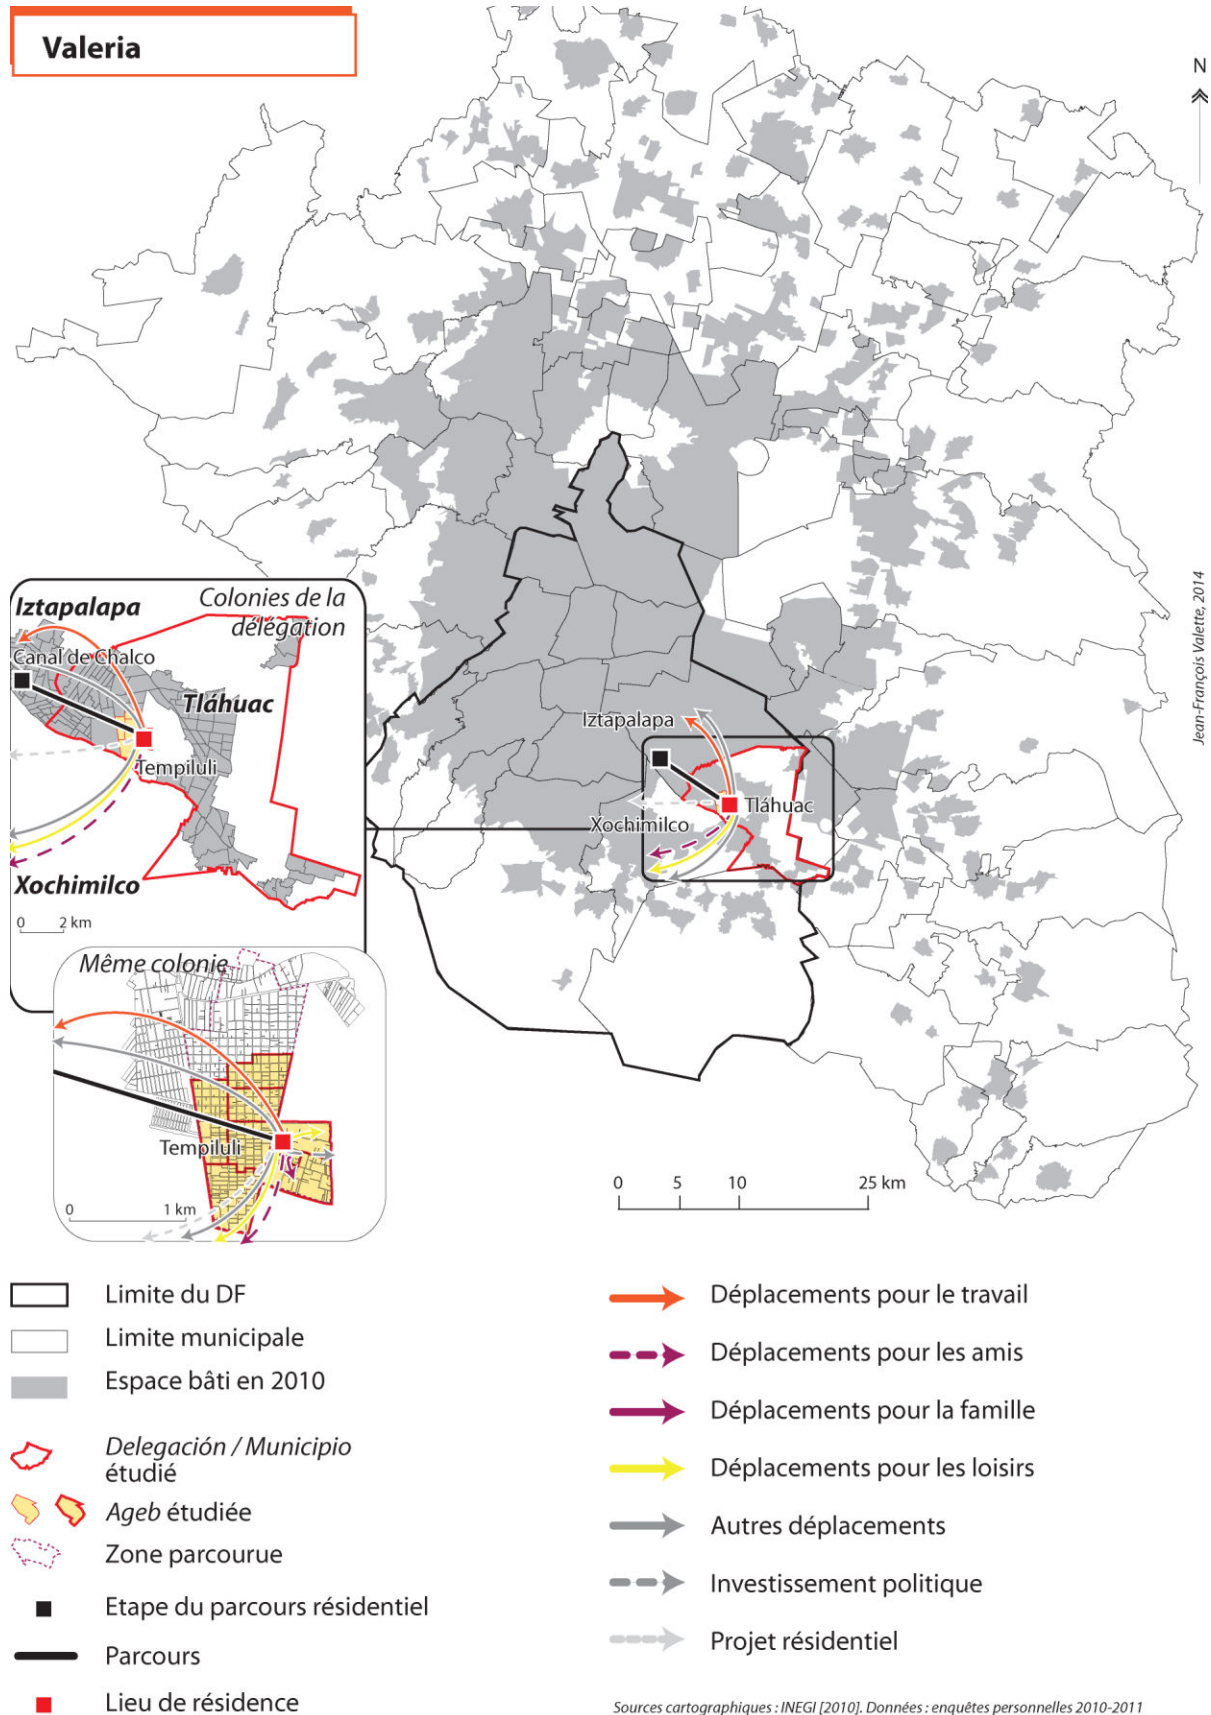 Valeria
N
Jean-François Valette, 2014
Iztapalapa
Colonies de la
délégation
Canal de Chalco
Tláhuac
Tempiluli
Xochimilco
0 2 km
Iztapalapa
Tláhuac
Xochimilco
Même colonie
Tempiluli
0 1 km
0 5 10 25 km
Limite du DF
Limite municipale
Espace bâti en 2010
Delegación / Municipio
étudié
Ageb étudiée
Zone parcourue
Etape du parcours résidentiel
Parcours
Lieu de résidence
Déplacements pour le travail
Déplacements pour les amis
Déplacements pour la famille
Déplacements pour les loisirs
Autres déplacements
Investissement politique
Projet résidentiel
Sources cartographiques : INEGI [2010]. Données : enquêtes personnelles 2010-2011